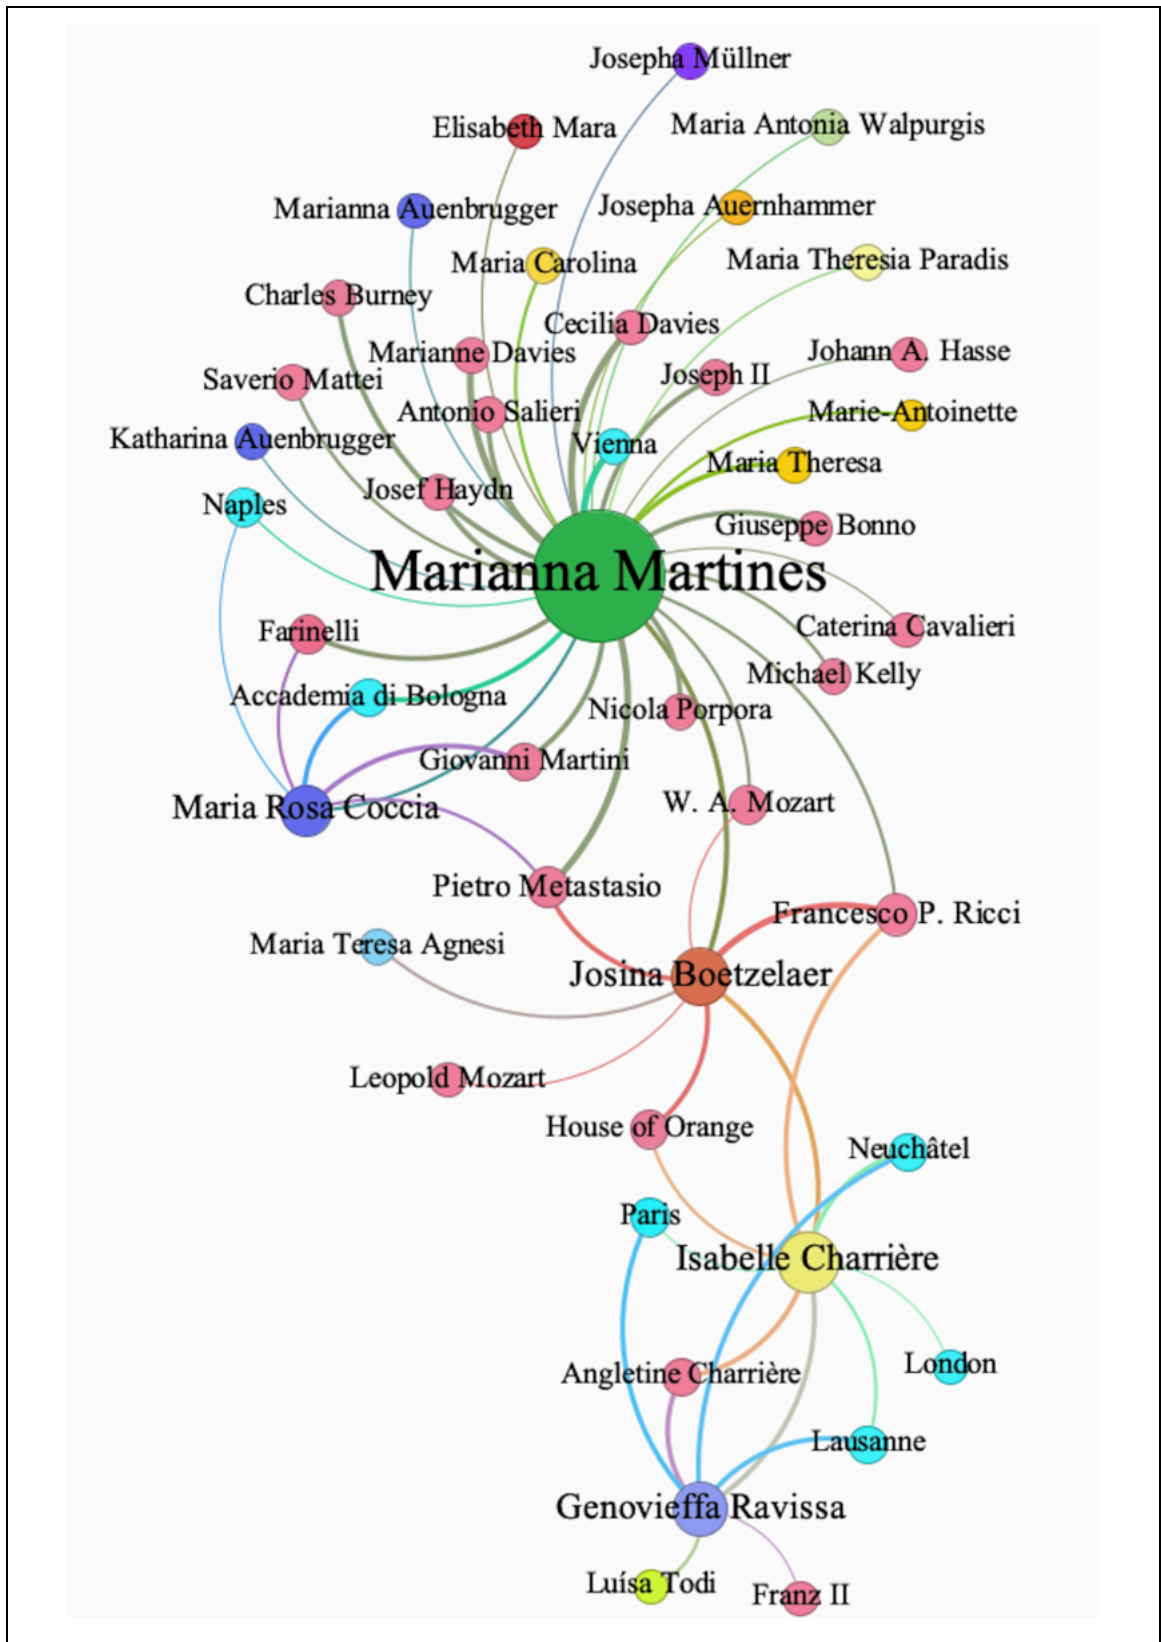 Josepha Müllner
Maria Antonia Walpurgis
Elisabeth Mara
Josepha Auernhammer
Marianna Auenbrugger
Maria Theresia Paradis
Maria Carolina
Charles Burney
Cecilia Davies
Johann A. Hasse
Marianne Davies
Joseph II
Saverio Mattei
Antonio Salieri
Marie-Antoinette
Katharina Auenbrugger
Vienna
Maria Theresa
Josef Haydn
Naples
Giuseppe Bonno
Marianna Martines
Caterina Cavalieri
Farinelli
Michael Kelly
Accademia di Bologna
Nicola Porpora
Giovanni Martini
W. A. Mozart
Maria Rosa Coccia
Pietro Metastasio
Francesco P. Ricci
Maria Teresa Agnesi
Josina Boetzelaer
Leopold Mozart
House of Orange
Neuchâtel
Paris
Isabelle Charrière
London
Angletine Charrière
Lausanne
Genovieffa Ravissa
Luísa Todi
Franz II